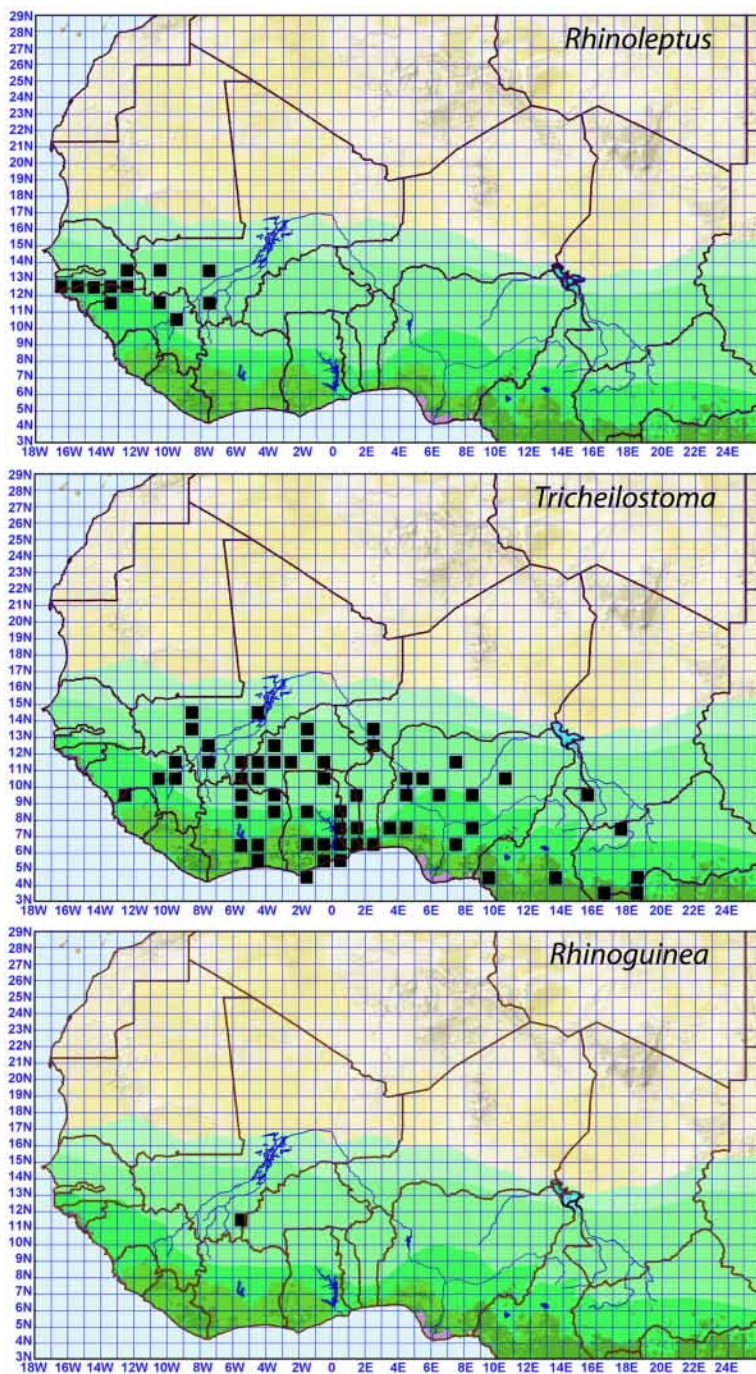 29N
Rhinoleptus
28N
27N
26N
25N
24N
23N
22N
21N
20N
19N
18N
17N
16N
15N
14N
13N
12N
11N
10N
9N
8N
7N
6N
5N
4N
3N
18W 16W 14W 12W 10W 8W 6W 4W 2W 0 2E 4E 6E 8E 10E 12E 14E 16E 18E 20E 22E 24E
29N
Tricheilostoma
28N
27N
26N
25N
24N
23N
22N
21N
20N
19N
18N
17N
16N
15N
14N
13N
12N
11N
10N
9N
8N
7N
6N
5N
4N
3N
18W 16W 14W 12W 10W 8W 6W 4W 2W 0 2E 4E 6E 8E 10E 12E 14E 16E 18E 20E 22E 24E
29N
Rhinoguinea
28N
27N
26N
25N
24N
23N
22N
21N
20N
19N
18N
17N
16N
15N
14N
13N
12N
11N
10N
9N
8N
7N
6N
5N
4N
3N
18W 16W 14W 12W 10W 8W 6W 4W 2W 0 2E 4E 6E 8E 10E 12E 14E 16E 18E 20E 22E 24E